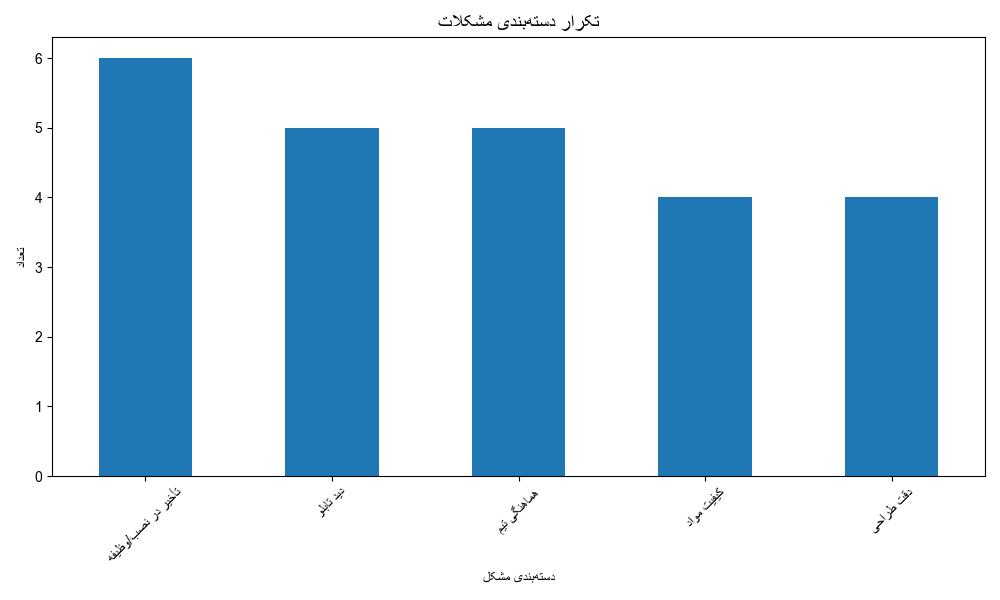 تکرار دسته‌بندی مشکلات
6
5
4
3
2
1
0
تعداد
تأخیر در نصب/وظیفه
دید تابلو
هماهنگی تیم
کیفیت مواد
دقت طراحی
دسته‌بندی مشکل